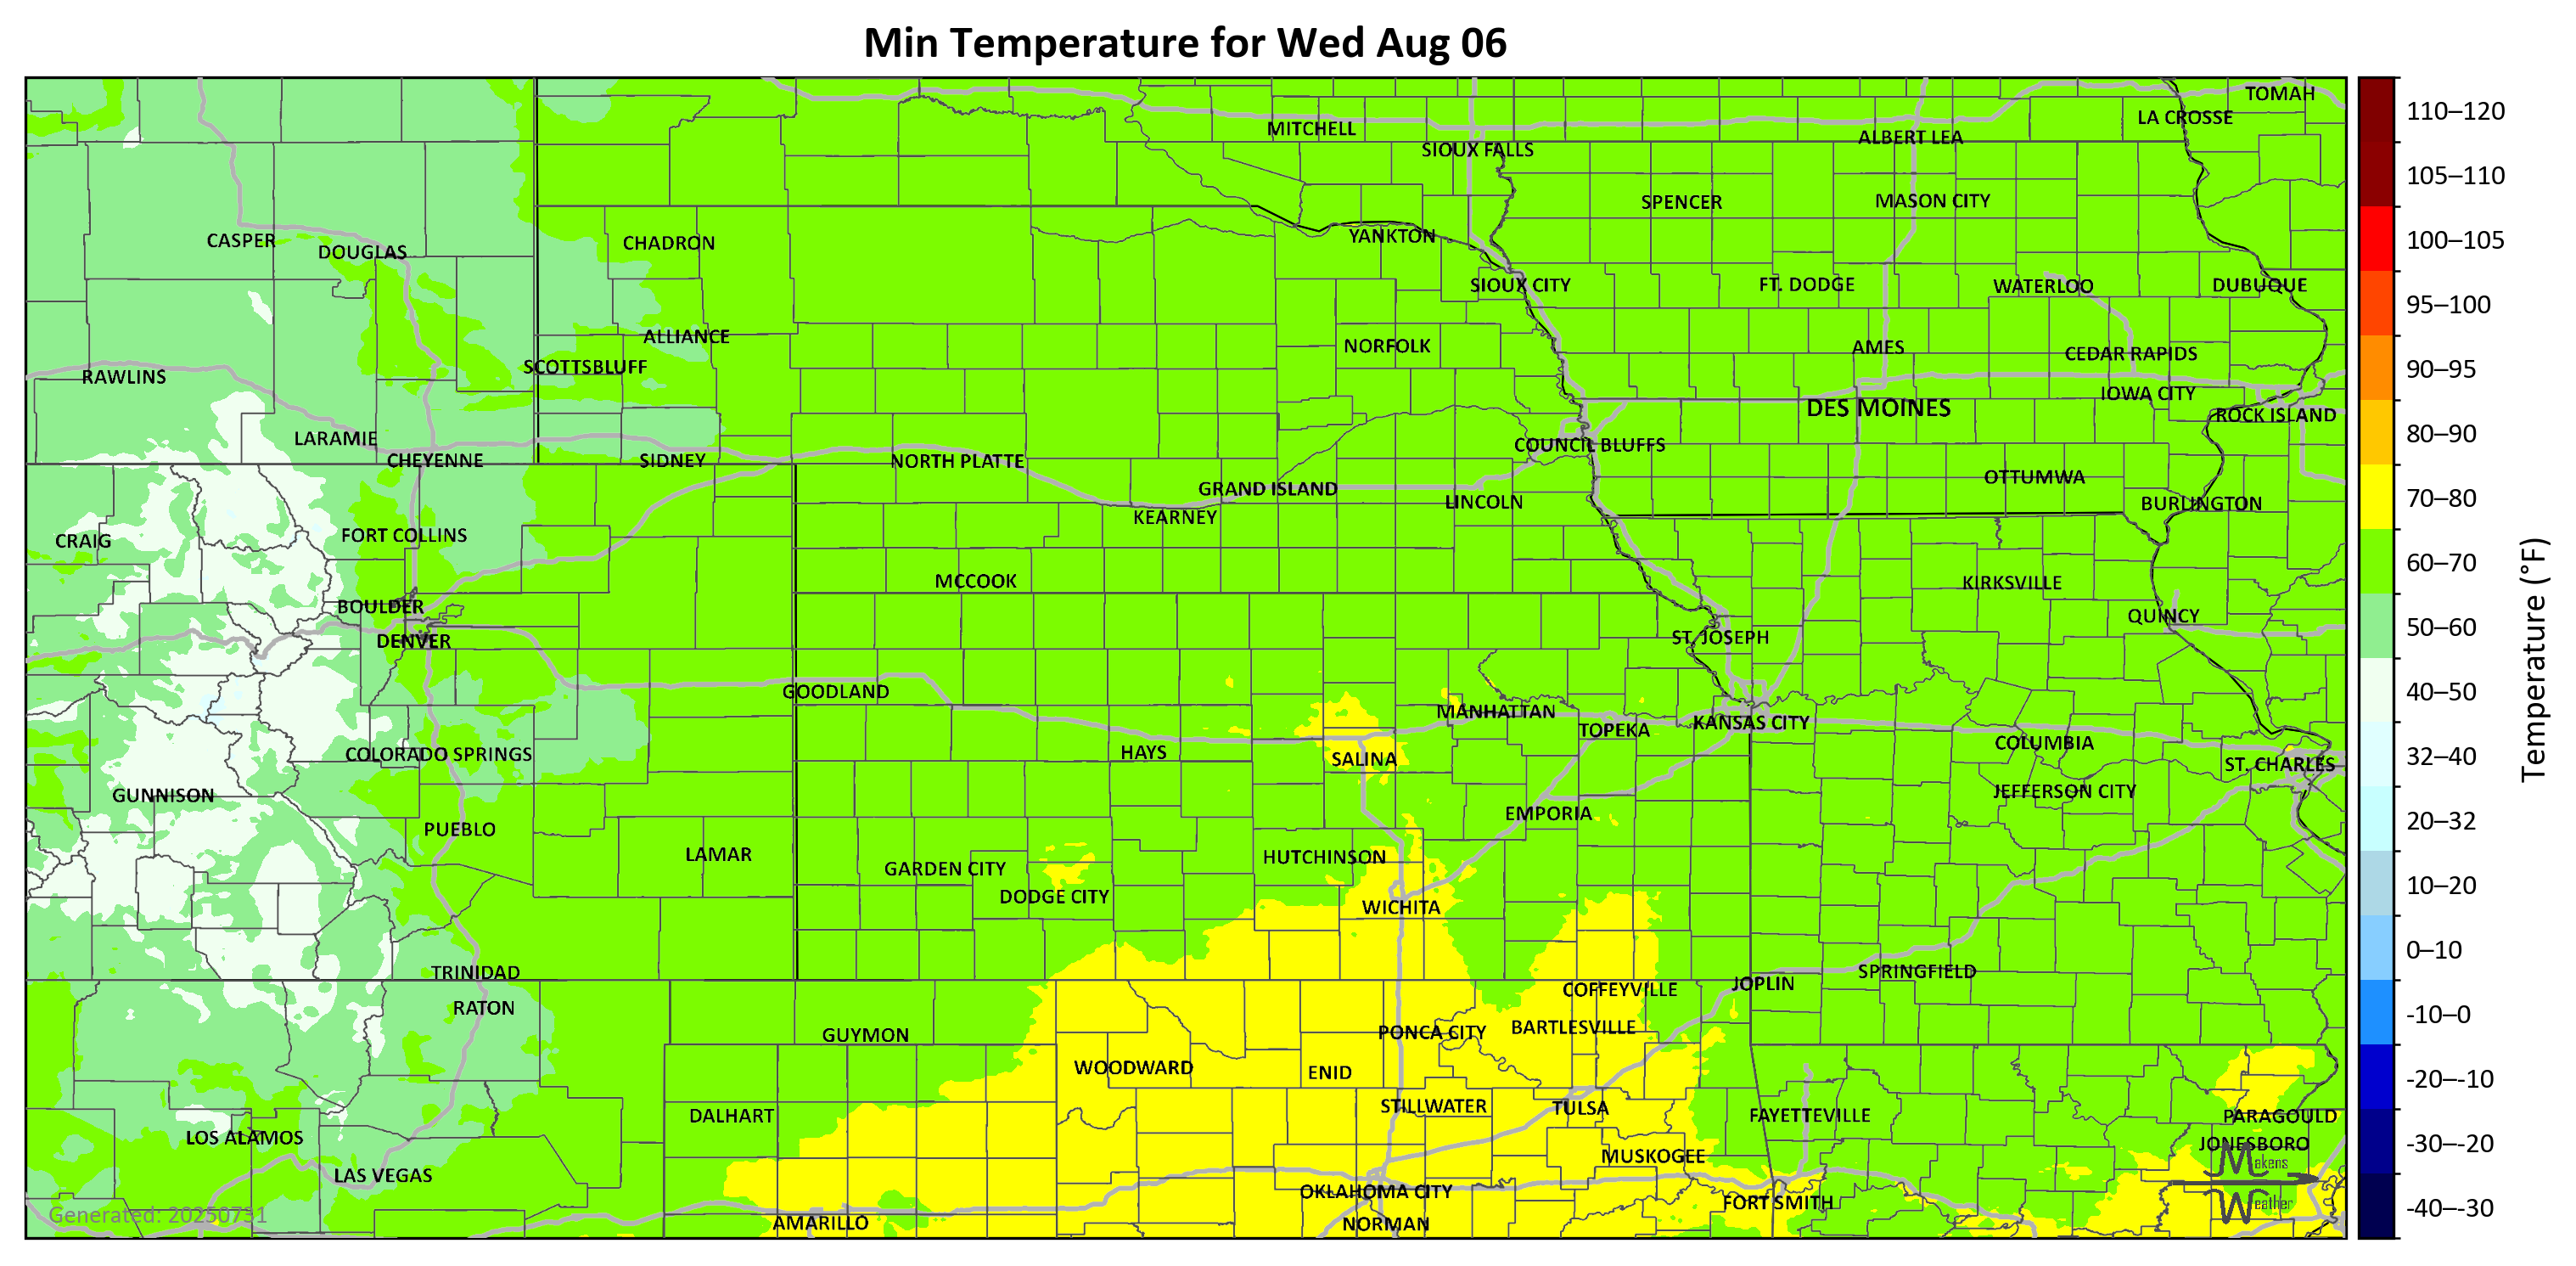 Min Temperature for Wed Aug 06
TOMAH
LA CROSSE
MITCHELL
ALBERT LEA
SIOUX FALLS
SPENCER
MASON CITY
CASPER
DOUGLAS
CHADRON
YANKTON
SIOUX CITY
FT. DODGE
WATERLOO
DUBUQUE
ALLIANCE
NORFOLK
AMES
CEDAR RAPIDS
SCOTTSBLUFF
RAWLINS
IOWA CITY
DES MOINES
ROCK ISLAND
LARAMIE
COUNCIL BLUFFS
CHEYENNE
SIDNEY
NORTH PLATTE
OTTUMWA
GRAND ISLAND
LINCOLN
BURLINGTON
KEARNEY
CRAIG
FORT COLLINS
MCCOOK
KIRKSVILLE
BOULDER
QUINCY
DENVER
ST. JOSEPH
GOODLAND
MANHATTAN
KANSAS CITY
TOPEKA
COLUMBIA
COLORADO SPRINGS
HAYS
SALINA
ST. CHARLES
GUNNISON
JEFFERSON CITY
EMPORIA
PUEBLO
LAMAR
HUTCHINSON
GARDEN CITY
DODGE CITY
WICHITA
TRINIDAD
SPRINGFIELD
JOPLIN
COFFEYVILLE
RATON
GUYMON
PONCA CITY
BARTLESVILLE
WOODWARD
ENID
STILLWATER
TULSA
DALHART
FAYETTEVILLE
PARAGOULD
LOS ALAMOS
JONESBORO
MUSKOGEE
LAS VEGAS
OKLAHOMA CITY
FORT SMITH
AMARILLO
NORMAN
Makens
Weather
Generated: 20250731
110–120
105–110
100–105
95–100
90–95
80–90
70–80
60–70
50–60
40–50
32–40
20–32
10–20
0–10
-10–0
-20–-10
-30–-20
-40–-30
Temperature (°F)